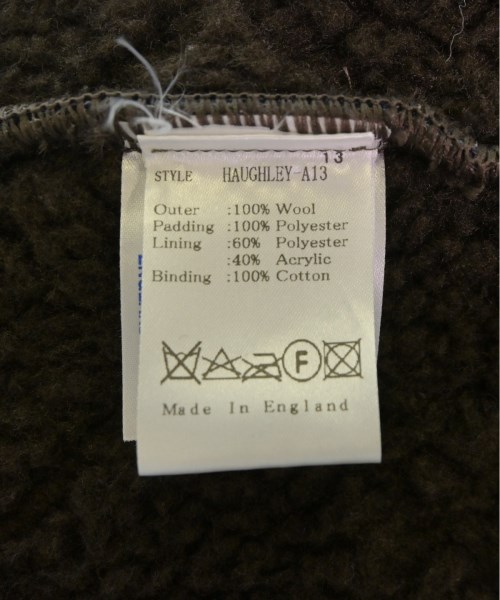 13
STYLE HAUGHLEY-A13
Outer :100% Wool
Padding :100% Polyester
Lining :60% Polyester
:40% Acrylic
Binding :100% Cotton
F
Made In England